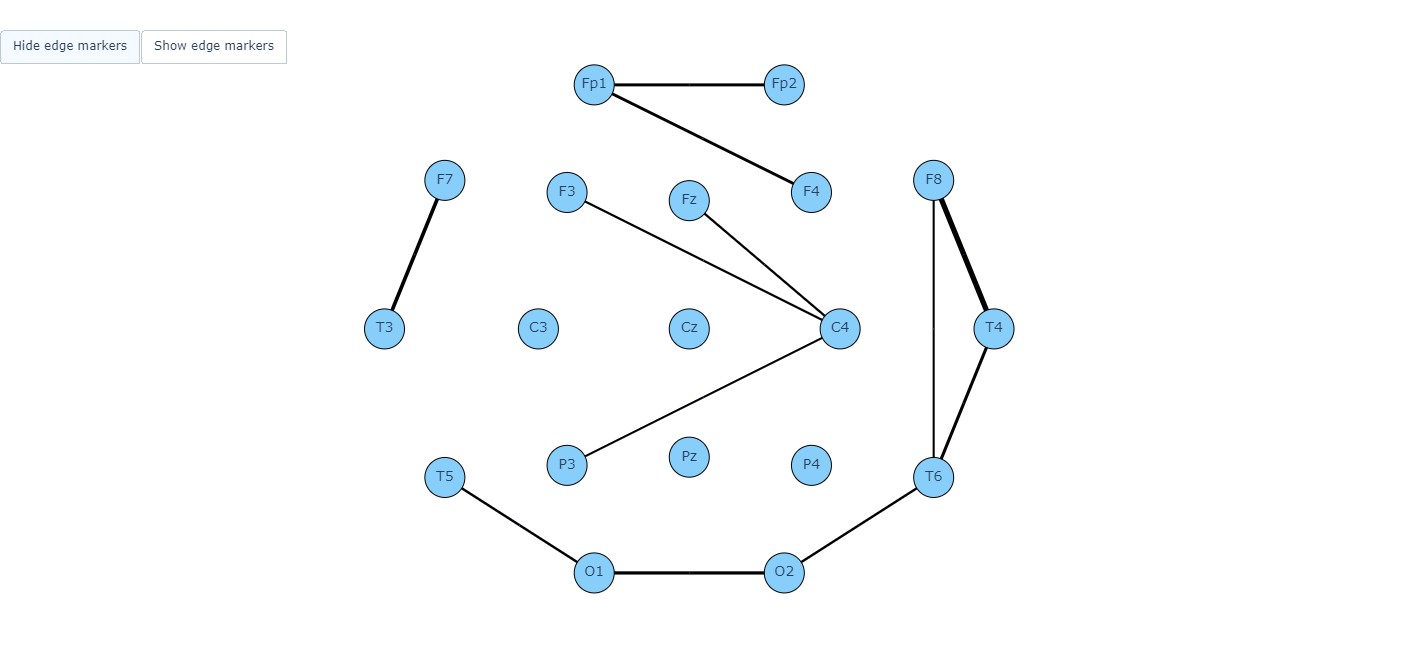 Hide edge markers
Show edge markers
Fp1
Fp2
F7
F3
Fz
F4
F8
T3
C3
Cz
C4
T4
T5
P3
Pz
P4
T6
O1
O2